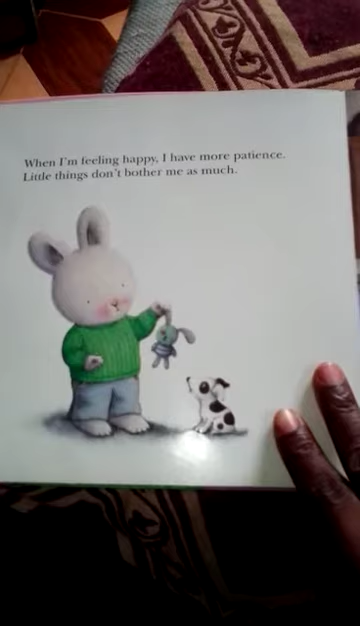 When I'm feeling happy, I have more patience.
Little things don't bother me as much.